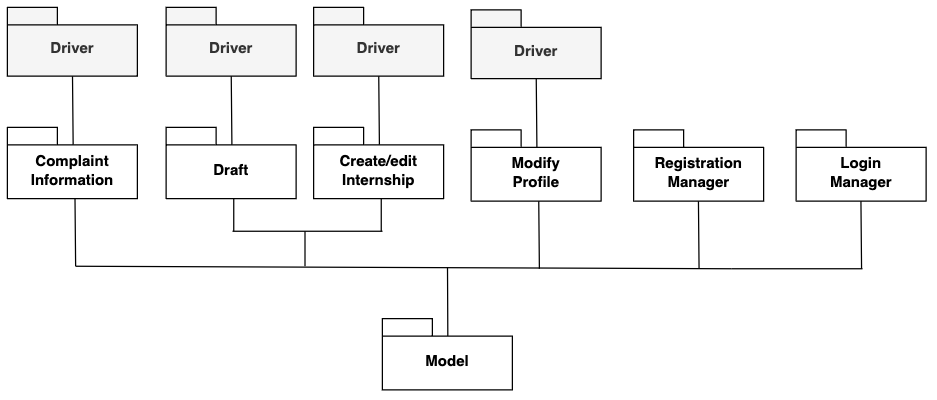 Driver
Driver
Driver
Driver
Complaint
Information
Draft
Create/edit
Internship
Modify
Profile
Registration
Manager
Login
Manager
Model